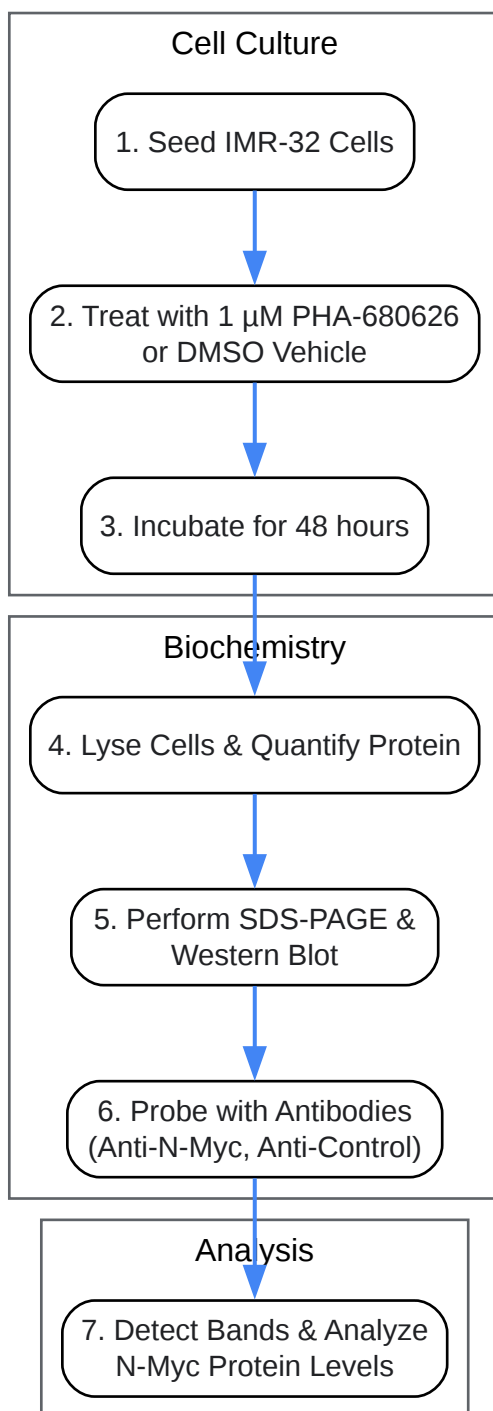 Cell Culture
1. Seed IMR-32 Cells
2. Treat with 1 µM PHA-680626
or DMSO Vehicle
3. Incubate for 48 hours
Biochemistry
4. Lyse Cells & Quantify Protein
5. Perform SDS-PAGE &
Western Blot
6. Probe with Antibodies
(Anti-N-Myc, Anti-Control)
Analysis
7. Detect Bands & Analyze
N-Myc Protein Levels